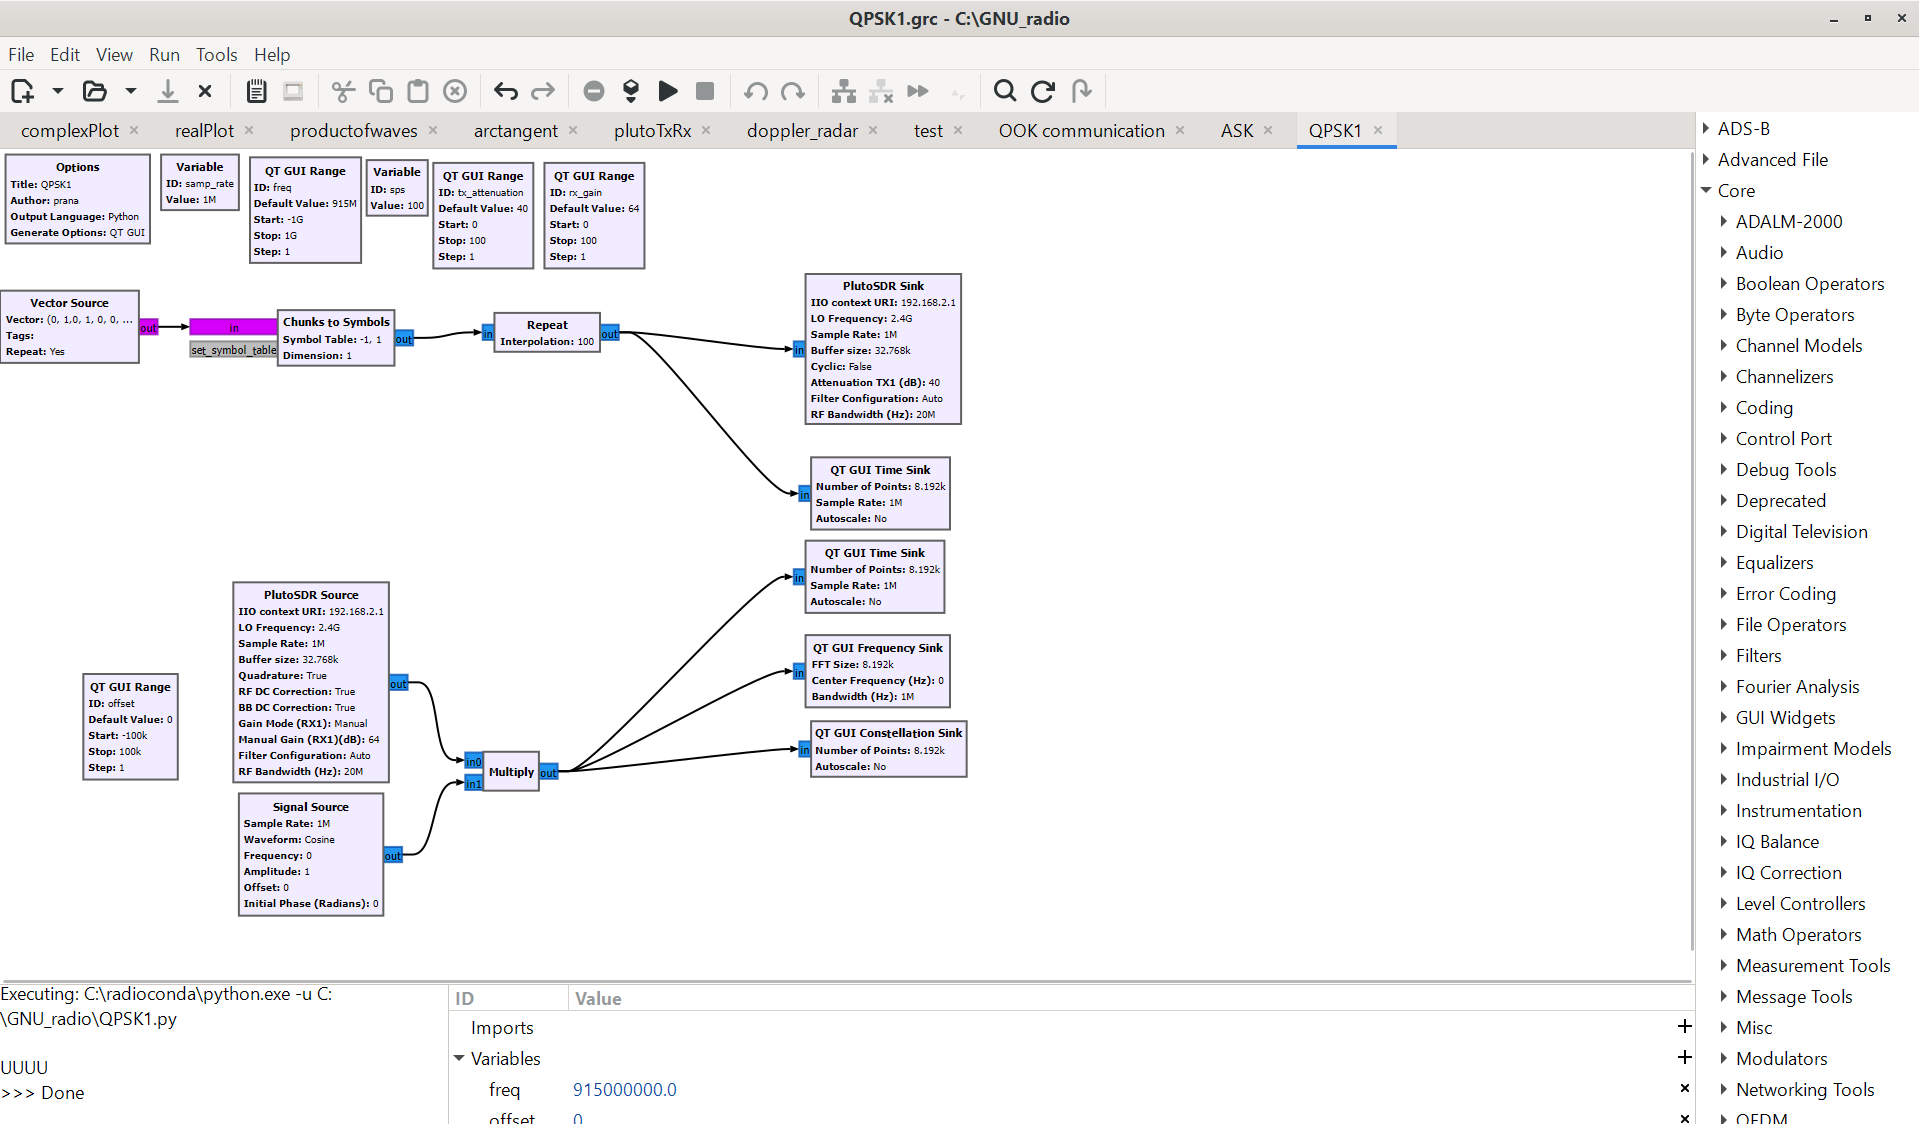 QPSK1.grc - C:\GNU_radio
File Edit View Run Tools Help
complexPlot realPlot productofwaves arctangent plutoTxRx doppler_radar test OOK communication ASK QPSK1
Options
Title: QPSK1
Author: prana
Output Language: Python
Generate Options: QT GUI
Variable
ID: samp_rate
Value: 1M
QT GUI Range
ID: freq
Default Value: 915M
Start: -1G
Stop: 1G
Step: 1
Variable
ID: sps
Value: 100
QT GUI Range
ID: tx_attenuation
Default Value: 40
Start: 0
Stop: 100
Step: 1
QT GUI Range
ID: rx_gain
Default Value: 64
Start: 0
Stop: 100
Step: 1
Vector Source
Vector: (0, 1,0, 1, 0, 0, ...
Tags:
Repeat: Yes
out
in
set_symbol_table
Chunks to Symbols
Symbol Table: -1, 1
Dimension: 1
out
in
Repeat
Interpolation: 100
out
in
PlutoSDR Sink
IIO context URI: 192.168.2.1
LO Frequency: 2.4G
Sample Rate: 1M
Buffer size: 32.768k
Cyclic: False
Attenuation TX1 (dB): 40
Filter Configuration: Auto
RF Bandwidth (Hz): 20M
in
QT GUI Time Sink
Number of Points: 8.192k
Sample Rate: 1M
Autoscale: No
in
QT GUI Time Sink
Number of Points: 8.192k
Sample Rate: 1M
Autoscale: No
in
QT GUI Frequency Sink
FFT Size: 8.192k
Center Frequency (Hz): 0
Bandwidth (Hz): 1M
in
QT GUI Constellation Sink
Number of Points: 8.192k
Autoscale: No
QT GUI Range
ID: offset
Default Value: 0
Start: -100k
Stop: 100k
Step: 1
PlutoSDR Source
IIO context URI: 192.168.2.1
LO Frequency: 2.4G
Sample Rate: 1M
Buffer size: 32.768k
Quadrature: True
RF DC Correction: True
BB DC Correction: True
Gain Mode (RX1): Manual
Manual Gain (RX1)(dB): 64
Filter Configuration: Auto
RF Bandwidth (Hz): 20M
out
in0
in1
Multiply
out
Signal Source
Sample Rate: 1M
Waveform: Cosine
Frequency: 0
Amplitude: 1
Offset: 0
Initial Phase (Radians): 0
out
Executing: C:\radioconda\python.exe -u C:
\GNU_radio\QPSK1.py
UUUU
>>> Done
ID Value
Imports
Variables
freq 915000000.0
offset 0
ADS-B
Advanced File
Core
ADALM-2000
Audio
Boolean Operators
Byte Operators
Channel Models
Channelizers
Coding
Control Port
Debug Tools
Deprecated
Digital Television
Equalizers
Error Coding
File Operators
Filters
Fourier Analysis
GUI Widgets
Impairment Models
Industrial I/O
Instrumentation
IQ Balance
IQ Correction
Level Controllers
Math Operators
Measurement Tools
Message Tools
Misc
Modulators
Networking Tools
OFDM